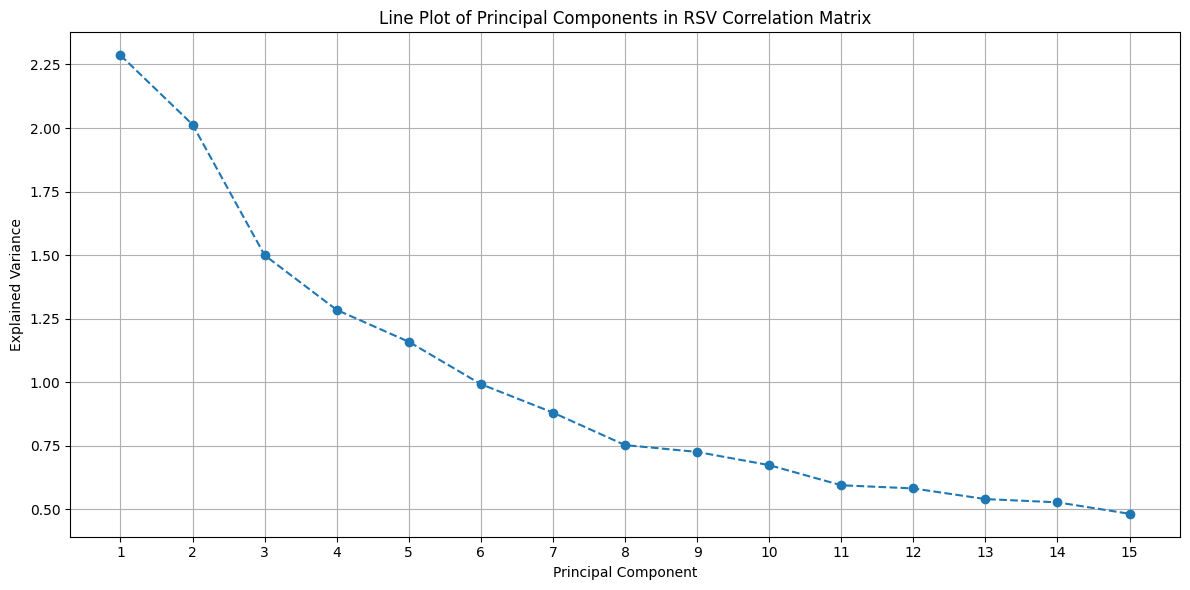 Line Plot of Principal Components in RSV Correlation Matrix
Explained Variance
2.25
2.00
1.75
1.50
1.25
1.00
0.75
0.50
1 2 3 4 5 6 7 8 9 10 11 12 13 14 15
Principal Component